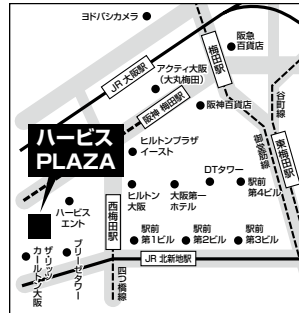 ヨドバシカメラ
阪急
百貨店
梅田駅
JR 大阪駅
アクティ大阪
(大丸梅田)
谷町線
阪神 梅田駅
阪神百貨店
御堂筋線
東梅田駅
ハービス
PLAZA
ヒルトンプラザ
イースト
DTタワー
ヒルトン
大阪
大阪第一
ホテル
駅前
第4ビル
西梅田駅
ハービス
エント
駅前
第1ビル
駅前
第2ビル
駅前
第3ビル
ザ・リッツ
カールトン大阪
ブリーゼタワー
四つ橋線
JR 北新地駅